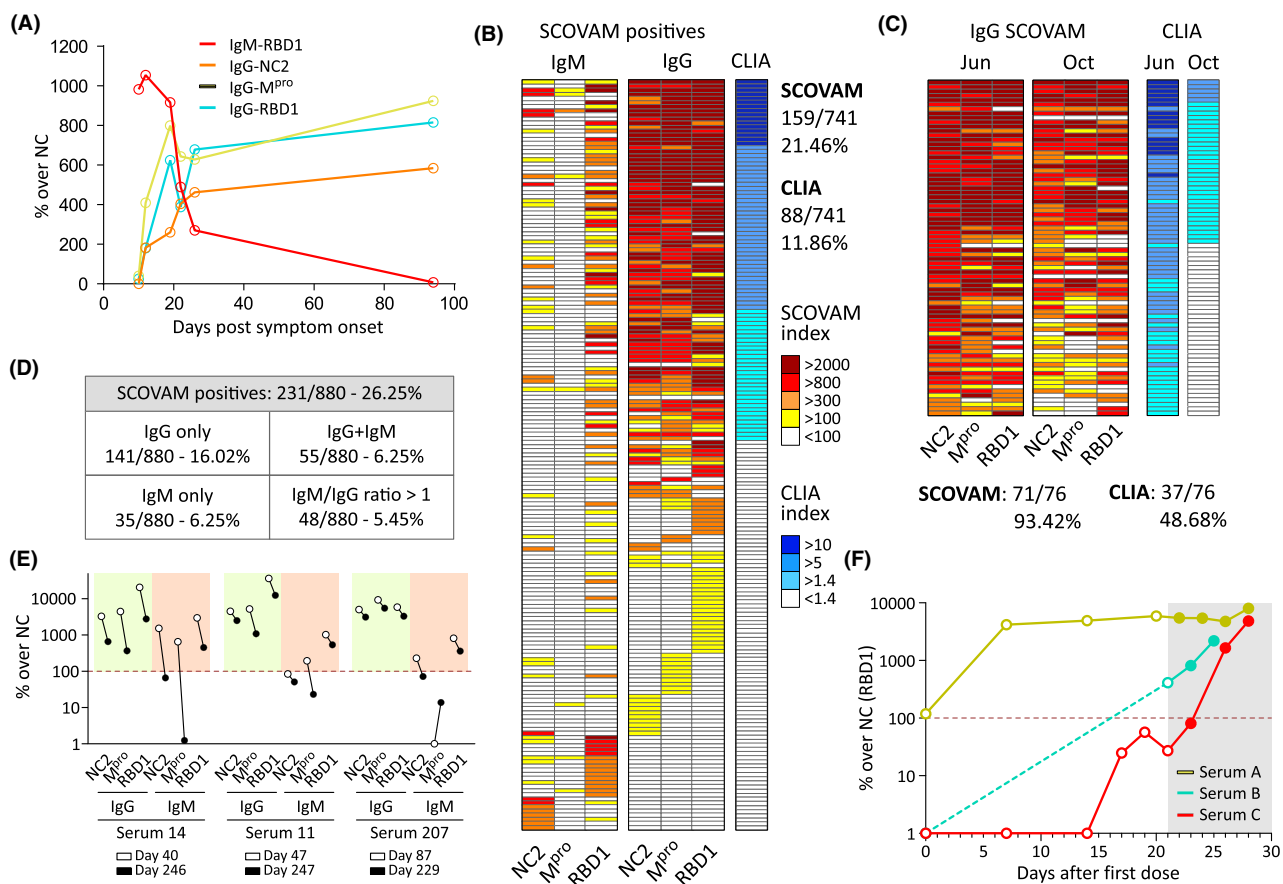 (A)
1200
1000
800
600
400
200
0
% over NC
0 20 40 60 80 100
Days post symptom onset
IgM-RBD1
IgG-NC2
IgG-Mpro
IgG-RBD1
(B)
SCOVAM positives
IgM IgG CLIA
NC2 Mpro RBD1 NC2 Mpro RBD1
SCOVAM
159/741
21.46%
CLIA
88/741
11.86%
SCOVAM
index
>2000
>800
>300
>100
<100
CLIA
index
>10
>5
>1.4
<1.4
(C)
IgG SCOVAM CLIA
Jun Oct Jun Oct
NC2 Mpro RBD1 NC2 Mpro RBD1
SCOVAM: 71/76 CLIA: 37/76
93.42% 48.68%
(D)
SCOVAM positives: 231/880 - 26.25%
IgG only IgG+IgM
141/880 - 16.02% 55/880 - 6.25%
IgM only IgM/IgG ratio > 1
35/880 - 6.25% 48/880 - 5.45%
(E)
10000
1000
100
10
1
% over NC
NC2 Mpro RBD1 NC2 Mpro RBD1 NC2 Mpro RBD1 NC2 Mpro RBD1 NC2 Mpro RBD1 NC2 Mpro RBD1
IgG IgM IgG IgM IgG IgM
Serum 14 Serum 11 Serum 207
Day 40 Day 47 Day 87
Day 246 Day 247 Day 229
(F)
10000
1000
100
10
1
% over NC (RBD1)
Serum A
Serum B
Serum C
0 5 10 15 20 25 30
Days after first dose